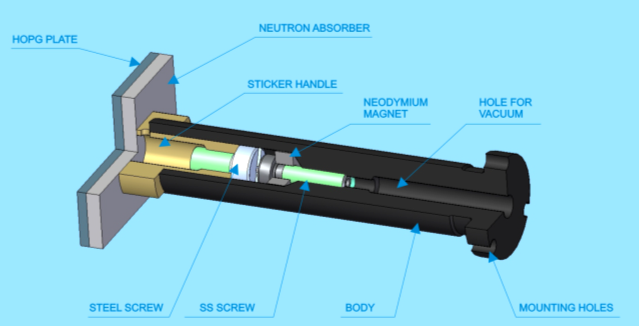 NEUTRON ABSORBER
HOPG PLATE
STICKER HANDLE
NEODYMIUM
MAGNET
HOLE FOR
VACUUM
STEEL SCREW
SS SCREW
BODY
MOUNTING HOLES